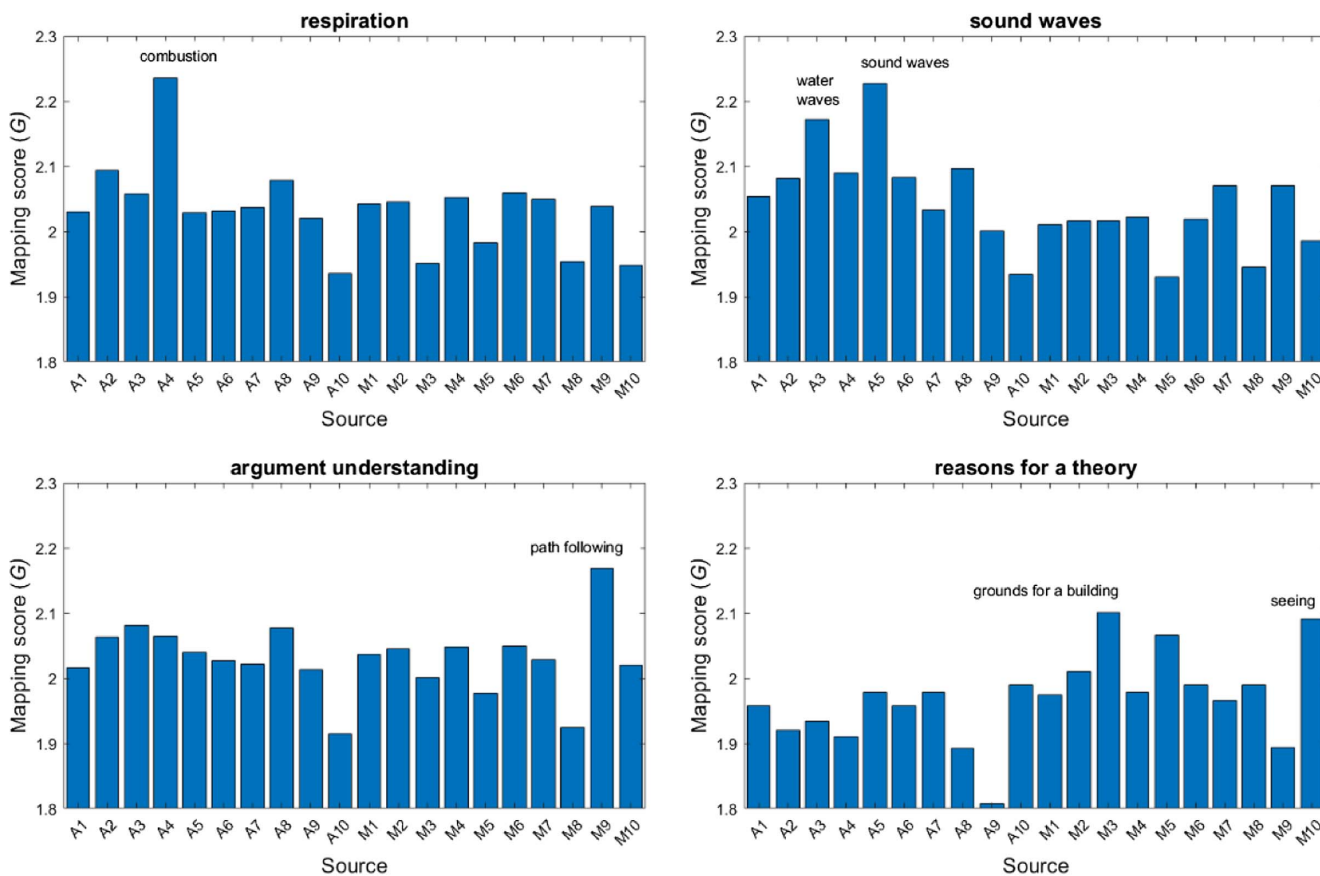 respiration
Mapping score (G)
2.3
2.2
2.1
2
1.9
1.8
combustion
A1 A2 A3 A4 A5 A6 A7 A8 A9 A10 M1 M2 M3 M4 M5 M6 M7 M8 M9 M10
Source
sound waves
Mapping score (G)
2.3
2.2
2.1
2
1.9
1.8
water
waves
sound waves
A1 A2 A3 A4 A5 A6 A7 A8 A9 A10 M1 M2 M3 M4 M5 M6 M7 M8 M9 M10
Source
argument understanding
Mapping score (G)
2.3
2.2
2.1
2
1.9
1.8
path following
A1 A2 A3 A4 A5 A6 A7 A8 A9 A10 M1 M2 M3 M4 M5 M6 M7 M8 M9 M10
Source
reasons for a theory
Mapping score (G)
2.3
2.2
2.1
2
1.9
1.8
grounds for a building
seeing
A1 A2 A3 A4 A5 A6 A7 A8 A9 A10 M1 M2 M3 M4 M5 M6 M7 M8 M9 M10
Source